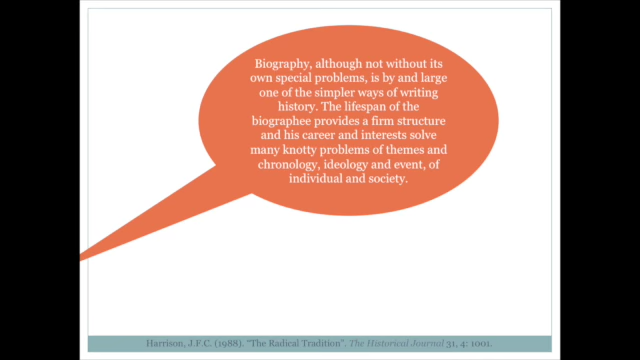 Biography, although not without its
own special problems, is by and large
one of the simpler ways of writing
history. The lifespan of the
biographee provides a firm structure
and his career and interests solve
many knotty problems of themes and
chronology, ideology and event, of
individual and society.
Harrison, J.F.C. (1988). “The Radical Tradition”. The Historical Journal 31, 4: 1001.